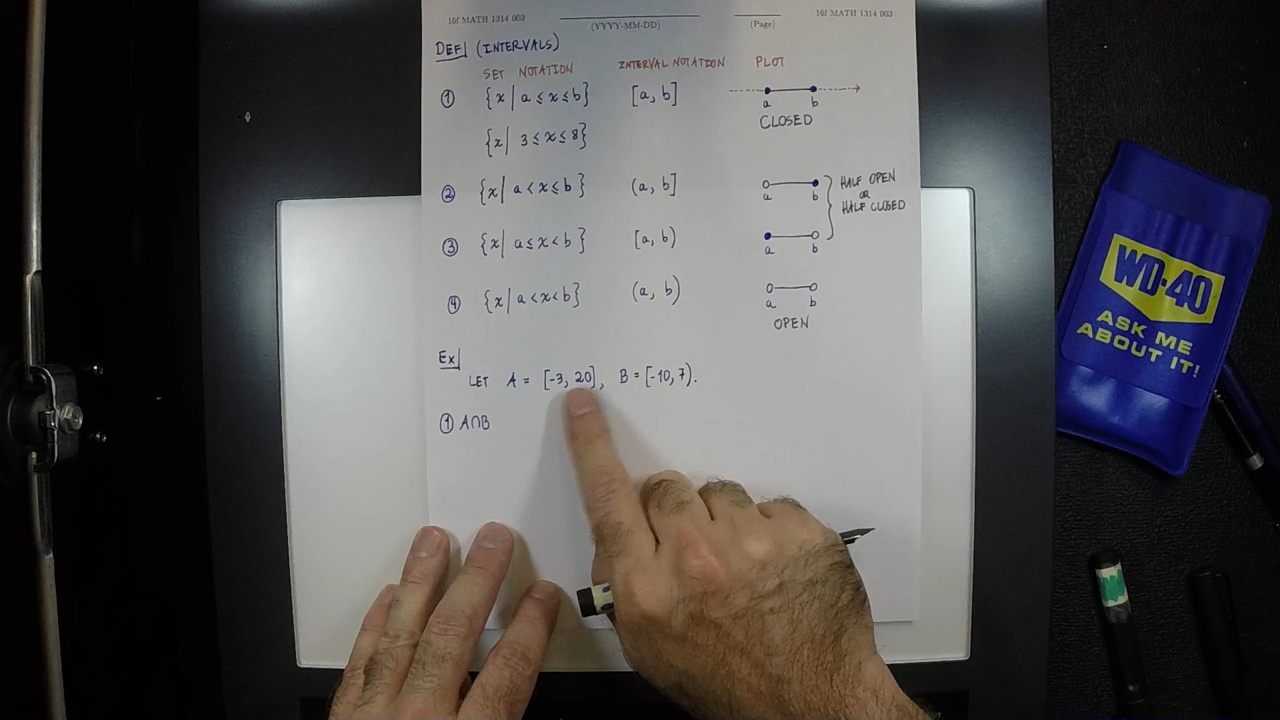 16f MATH 1314 003 (YYYY-MM-DD) (Page) 16f MATH 1314 003
DEF (INTERVALS)
SET NOTATION INTERVAL NOTATION PLOT
① {x | a ≤ x ≤ b} [a, b] a b
CLOSED
{x | 3 ≤ x ≤ 8}
② {x | a < x ≤ b} (a, b] a b
HALF OPEN
OR
HALF CLOSED
③ {x | a ≤ x < b} [a, b) a b
④ {x | a < x < b} (a, b) a b
OPEN
Ex
LET A = [-3, 20], B = [-10, 7).
① A∩B
WD-40
ASK ME
ABOUT IT!